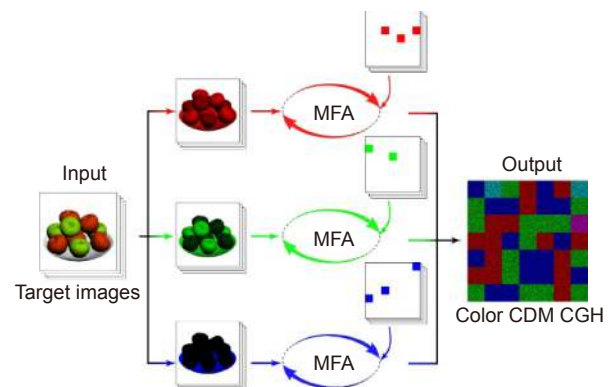 Input
Target images
MFA
MFA
MFA
Output
Color CDM CGH